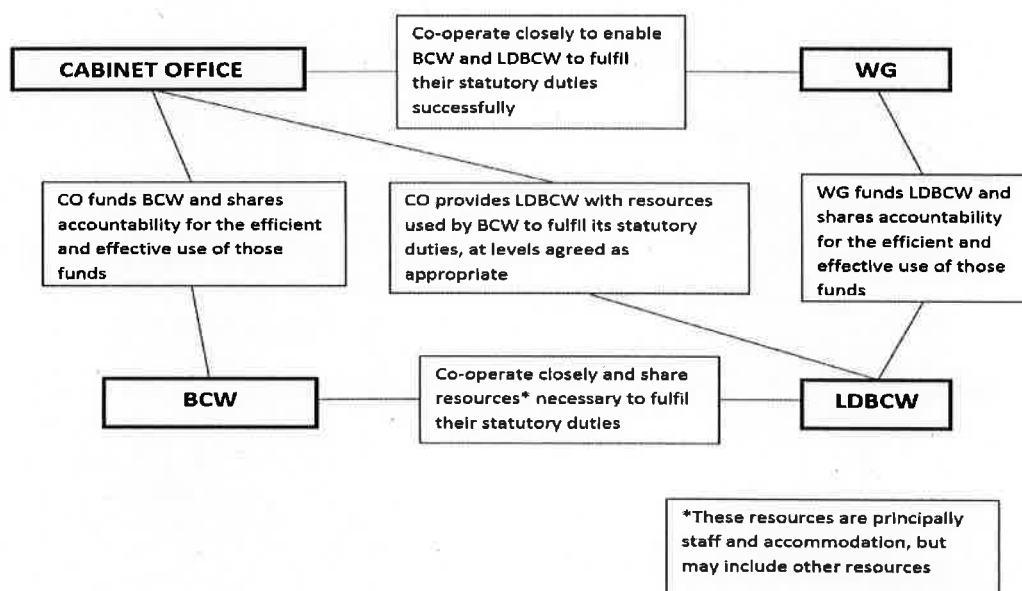 Co-operate closely to enable
BCW and LDBCW to fulfil
their statutory duties
successfully
CABINET OFFICE
WG
CO funds BCW and shares
accountability for the efficient
and effective use of those
funds
CO provides LDBCW with resources
used by BCW to fulfil its statutory
duties, at levels agreed as
appropriate
WG funds LDBCW and
shares accountability
for the efficient and
effective use of those
funds
BCW
Co-operate closely and share
resources* necessary to fulfil
their statutory duties
LDBCW
*These resources are principally
staff and accommodation, but
may include other resources